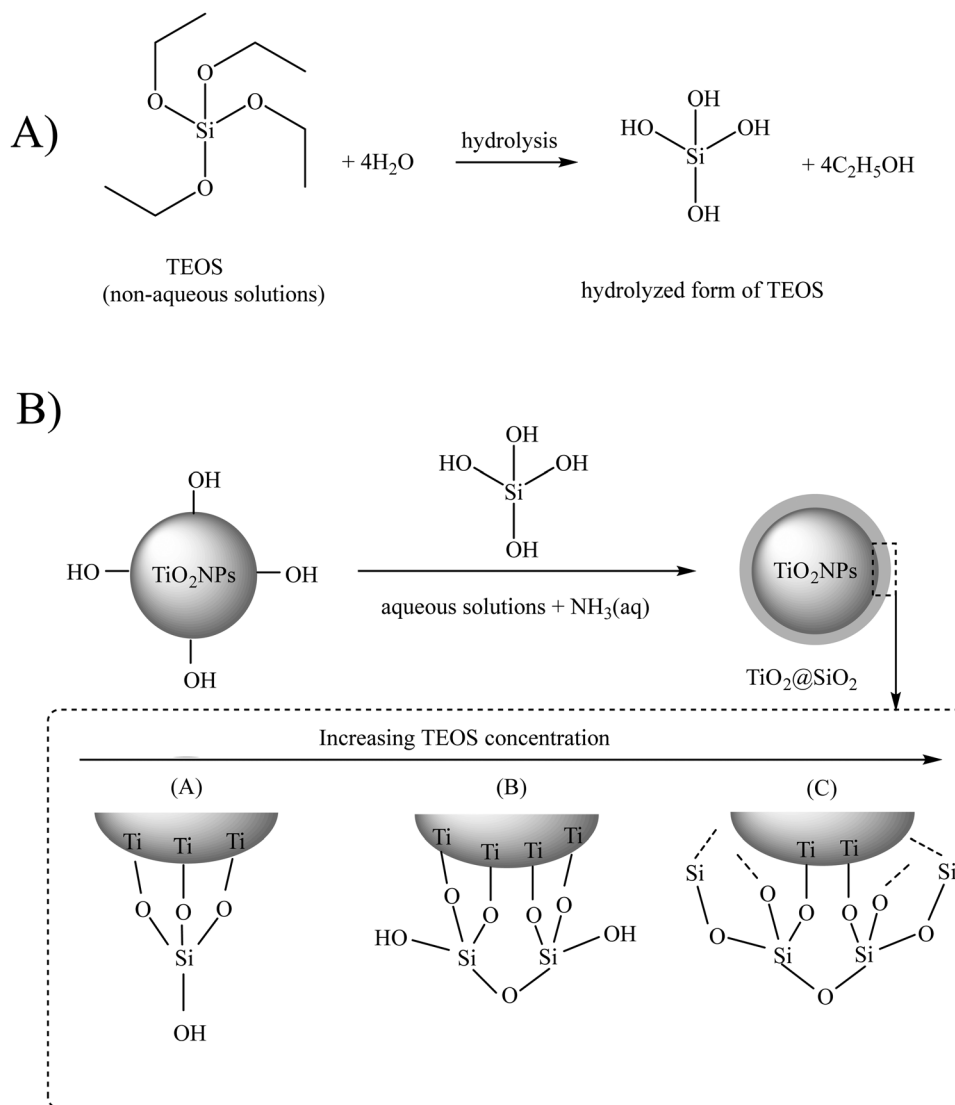 A)
O
O
O
Si
O
+ 4H₂O
hydrolysis
OH
HO
OH
Si
OH
+ 4C₂H₅OH
TEOS
(non-aqueous solutions)
hydrolyzed form of TEOS
B)
OH
HO
TiO₂NPs
OH
OH
OH
HO
OH
Si
OH
aqueous solutions + NH₃(aq)
TiO₂NPs
TiO₂@SiO₂
Increasing TEOS concentration
(A)
Ti Ti Ti
O O O
Si
OH
(B)
Ti Ti Ti Ti
O O O O
HO Si Si OH
O
(C)
Ti Ti
Si O O O O Si
O Si Si O
O